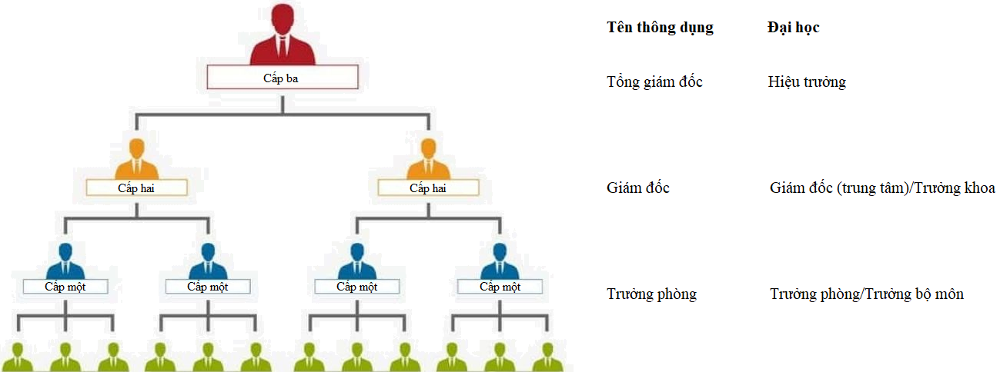 Tên thông dụng Đại học
Cấp ba Tổng giám đốc Hiệu trưởng
Cấp hai Cấp hai Giám đốc Giám đốc (trung tâm)/Trưởng khoa
Cấp một Cấp một Cấp một Cấp một Trưởng phòng Trưởng phòng/Trưởng bộ môn